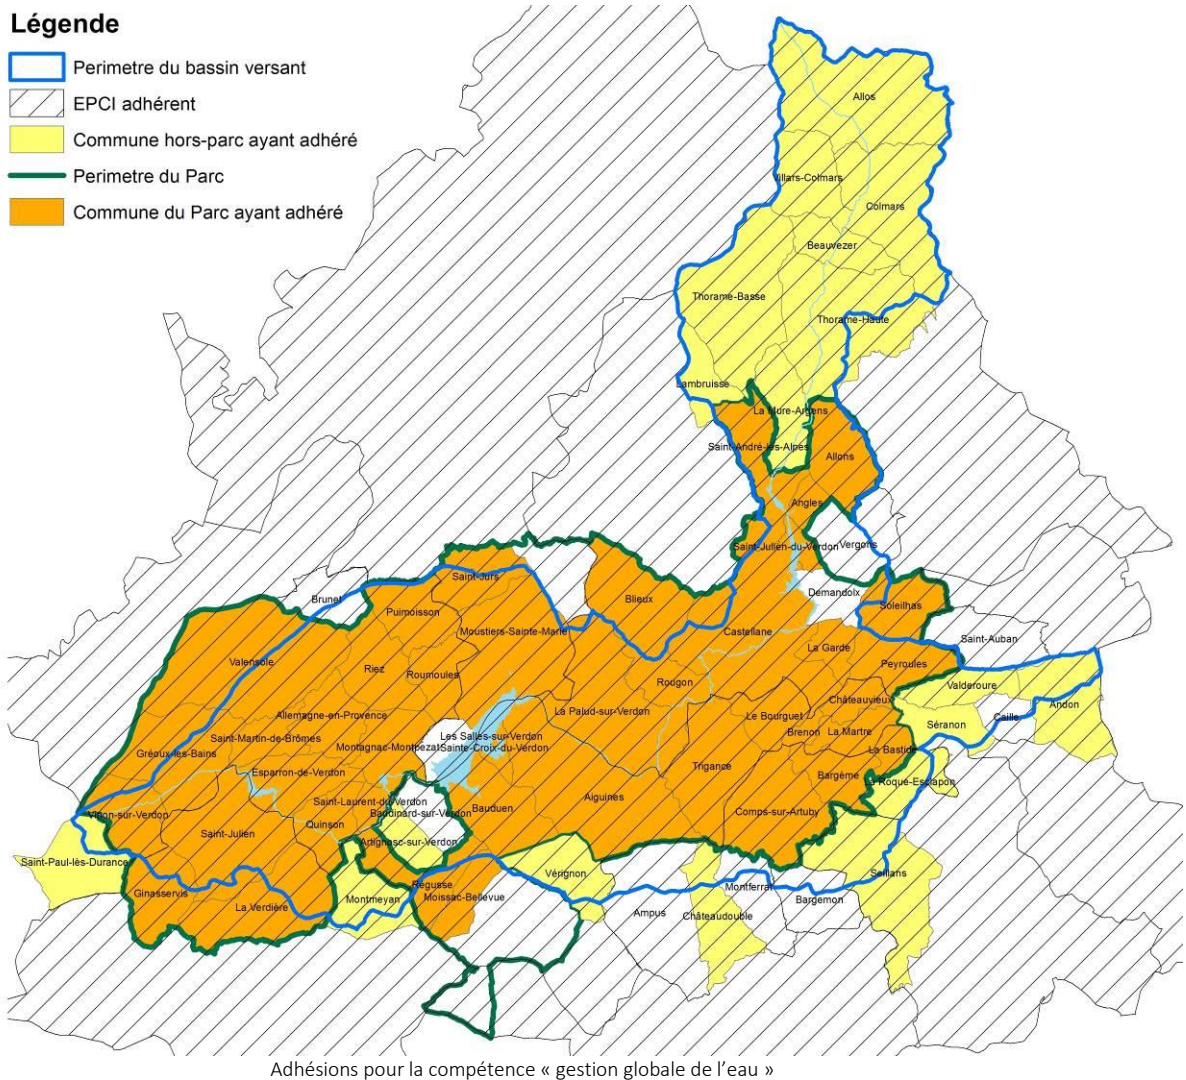 Légende
Perimetre du bassin versant
EPCI adhérent
Commune hors-parc ayant adhéré
Perimetre du Parc
Commune du Parc ayant adhéré
Allos
Villars-Colmars
Colmars
Beauvezer
Thorame-Basse
Thorame-Haute
Lambruisse
La Mure-Argens
Saint-André-les-Alpes
Allons
Angles
Saint-Julien-du-Verdon
Vergons
Demandolx
Soleilhas
Saint-Auban
Brunet
Saint-Jurs
Puimoisson
Blieux
Moustiers-Sainte-Marie
Castellane
La Garde
Peyroules
Valensole
Riez
Roumoules
Rougon
Valderoure
Châteauvieux
Andon
Allemagne-en-Provence
La Palud-sur-Verdon
Le Bourguet
Brenon
La Martre
Séranon
Caille
Saint-Martin-de-Brômes
Les Salles-sur-Verdon
Montagnac-Montpezat
Sainte-Croix-du-Verdon
Gréoux-les-Bains
La Bastide
Esparron-de-Verdon
Trigance
Bargème
La Roque-Esclapon
Saint-Laurent-du-Verdon
Bauduen
Aiguines
Vinon-sur-Verdon
Baudinard-sur-Verdon
Comps-sur-Artuby
Quinson
Saint-Julien
Artignosc-sur-Verdon
Saint-Paul-lès-Durance
Vérignon
Seillans
Régusse
Ginasservis
Montmeyan
Moissac-Bellevue
Montferrat
Bargemon
La Verdière
Ampus
Châteaudouble
Adhésions pour la compétence « gestion globale de l'eau »